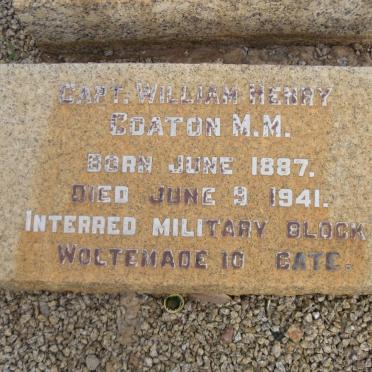 CAPT. WILLIAM HENRY
COATON M.M.
BORN JUNE 1887.
DIED JUNE 9 1941.
INTERRED MILITARY BLOCK
WOLTEMADE 10 GATE.